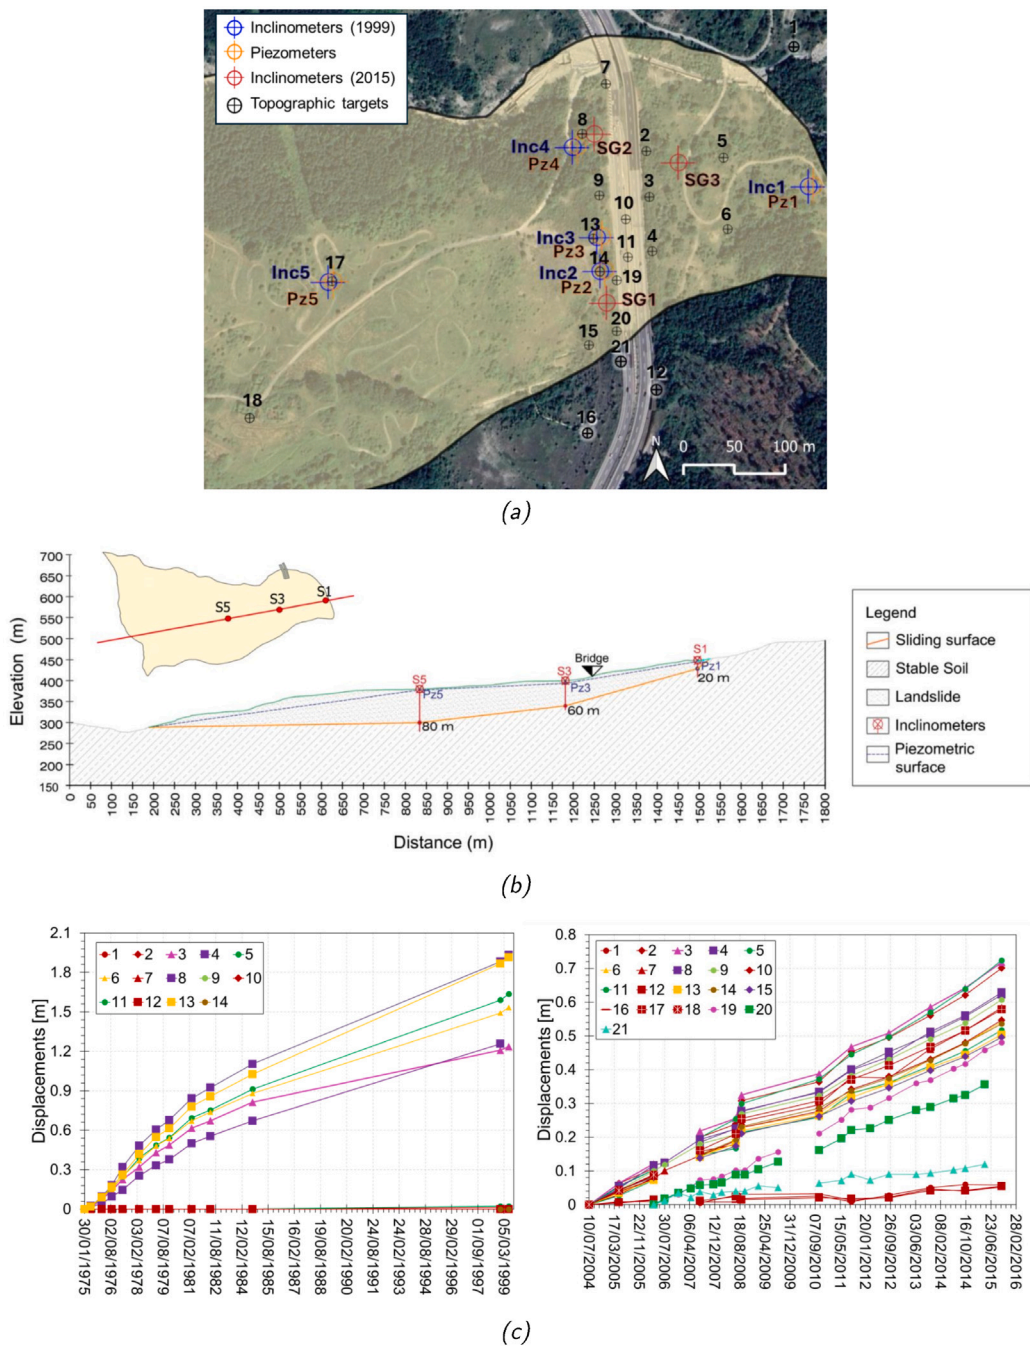 Inclinometers (1999)
Piezometers
Inclinometers (2015)
Topographic targets
1
7
8
Inc4
Pz4
SG2
2
5
SG3
Inc1
Pz1
9
3
10
6
13
Inc3
Pz3
11
4
17
Inc5
Pz5
14
Inc2
Pz2
19
SG1
20
15
21
12
18
16
N
0 50 100 m
(a)
Elevation (m)
700
650
600
550
500
450
400
350
300
250
200
150
S5
S3
S1
S1
Pz1
20 m
Bridge
S3
Pz3
60 m
S5
Pz5
80 m
0 50 100 150 200 250 300 350 400 450 500 550 600 650 700 750 800 850 900 950 1000 1050 1100 1150 1200 1250 1300 1350 1400 1450 1500 1550 1600 1650 1700 1750 1800
Distance (m)
Legend
Sliding surface
Stable Soil
Landslide
Inclinometers
Piezometric
surface
(b)
Displacements [m]
2.1
1.8
1.5
1.2
0.9
0.6
0.3
0
1 2 3 4 5
6 7 8 9 10
11 12 13 14
30/01/1975
02/08/1976
03/02/1978
07/08/1979
07/02/1981
11/08/1982
12/02/1984
15/08/1985
16/02/1987
20/08/1988
20/02/1990
24/08/1991
24/02/1993
28/08/1994
29/02/1996
01/09/1997
05/03/1999
Displacements [m]
0.8
0.7
0.6
0.5
0.4
0.3
0.2
0.1
0
1 2 3 4 5
6 7 8 9 10
11 12 13 14 15
16 17 18 19 20
21
10/07/2004
17/03/2005
22/11/2005
30/07/2006
06/04/2007
12/12/2007
18/08/2008
25/04/2009
31/12/2009
07/09/2010
15/05/2011
20/01/2012
26/09/2012
03/06/2013
08/02/2014
16/10/2014
23/06/2015
28/02/2016
(c)